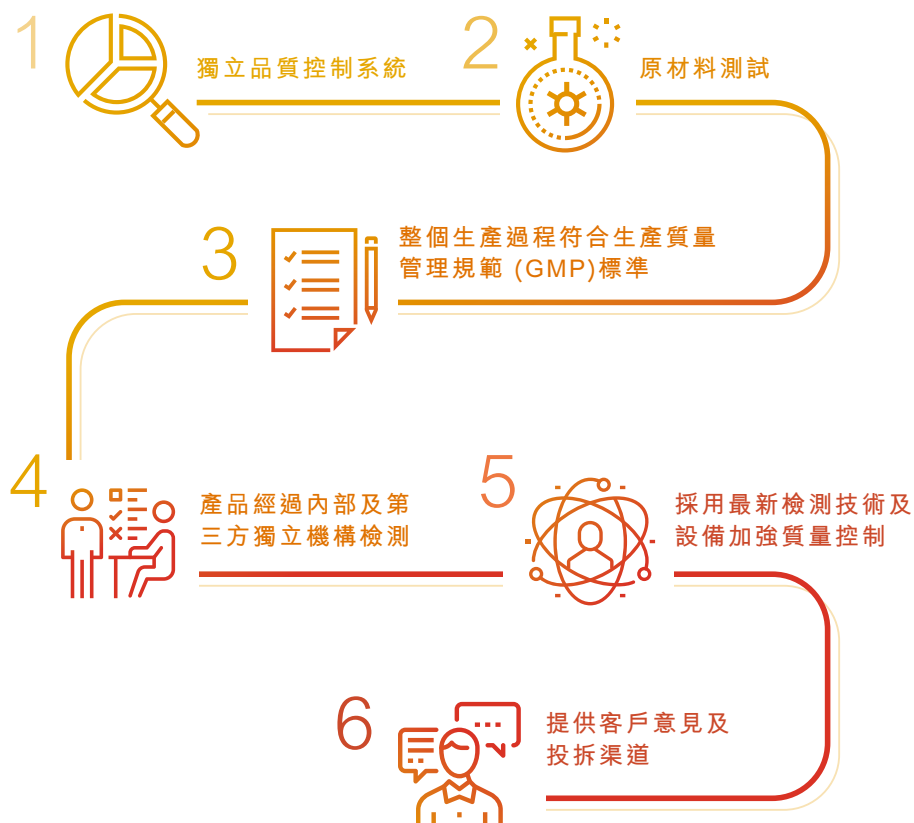 1
獨立品質控制系統
2
原材料測試
3
整個生產過程符合生產質量
管理規範 (GMP)標準
4
產品經過內部及第
三方獨立機構檢測
5
採用最新檢測技術及
設備加強質量控制
6
提供客戶意見及
投拆渠道